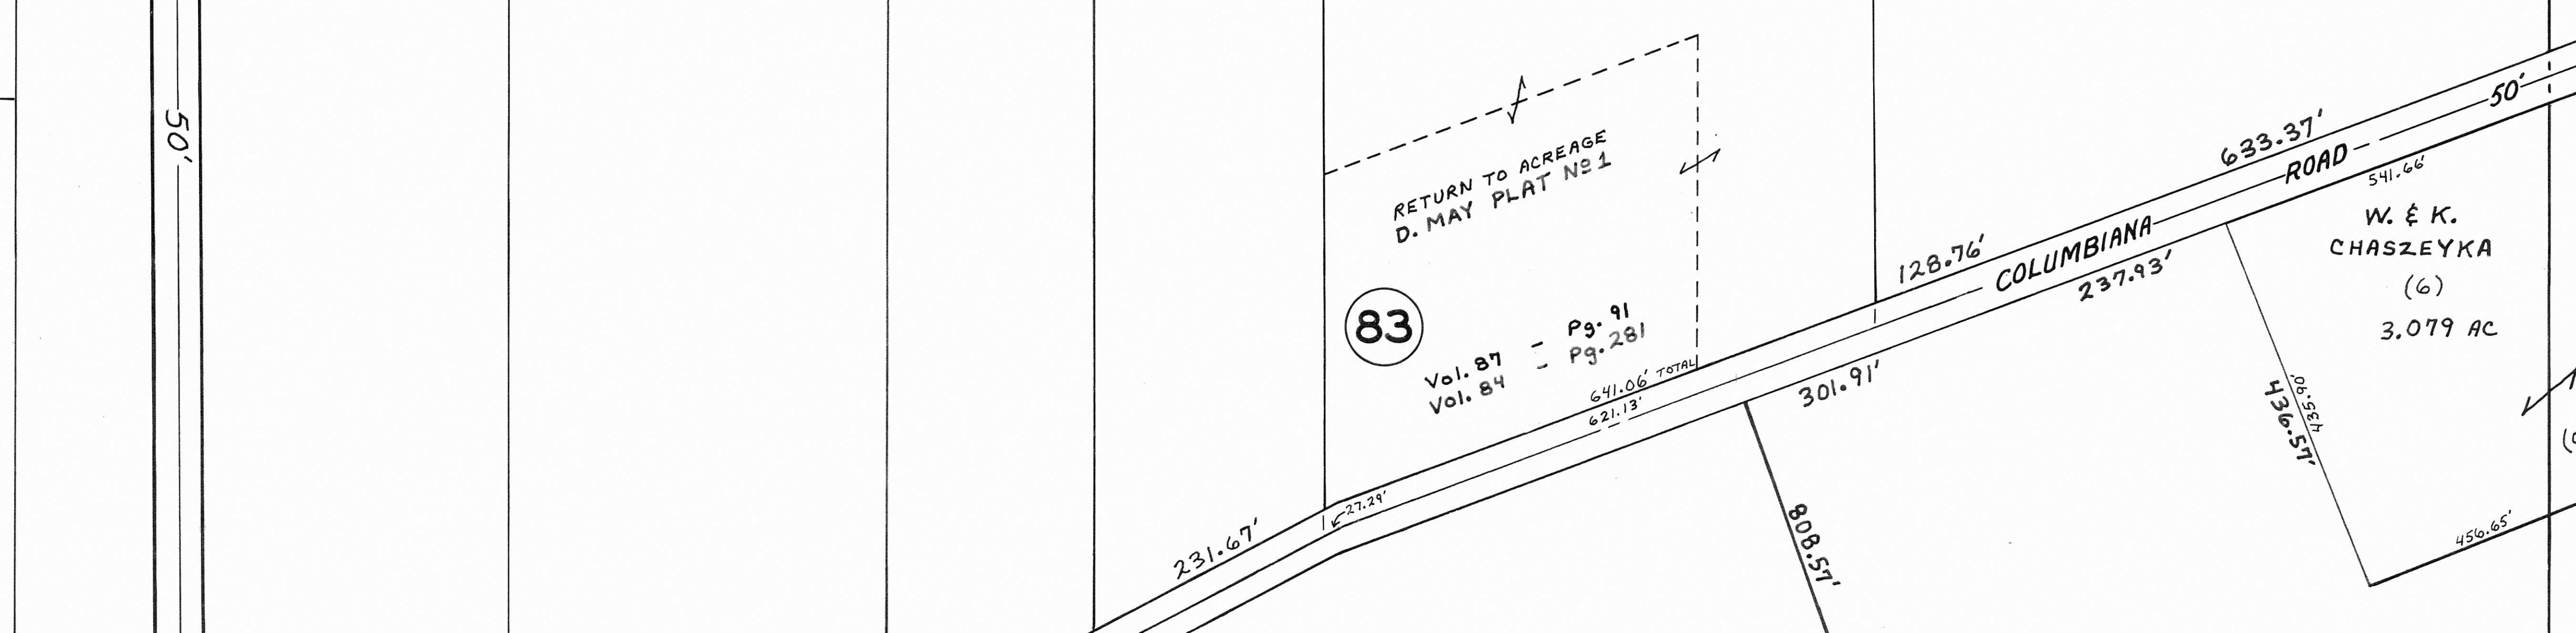 50'
RETURN TO ACREAGE
D. MAY PLAT Nº 1
83
Vol. 87 - Pg. 91
Vol. 84 - Pg. 281
641.06' TOTAL
621.13'
27.29'
231.67'
128.76'
633.37'
50'
COLUMBIANA ROAD
541.66'
237.93'
301.91'
808.57'
W. & K.
CHASZEYKA
(6)
3.079 AC
435.90'
436.57'
456.65'